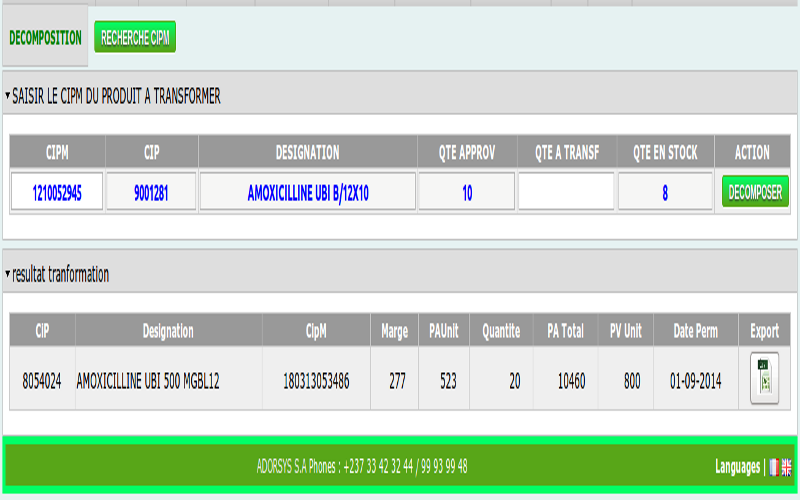 DECOMPOSITION RECHERCHE CIPM
SAISIR LE CIPM DU PRODUIT A TRANSFORMER
CIPM CIP DESIGNATION QTE APPROV QTE A TRANSF QTE EN STOCK ACTION
1210052945 9001281 AMOXICILLINE UBI B/12X10 10 8 DECOMPOSER
resultat tranformation
CIP Designation CipM Marge PAUnit Quantite PA Total PV Unit Date Perm Export
8054024 AMOXICILLINE UBI 500 MGBL12 180313053486 277 523 20 10460 800 01-09-2014
ADORSYS S.A Phones : +237 33 42 32 44 / 99 93 99 48 Languages |